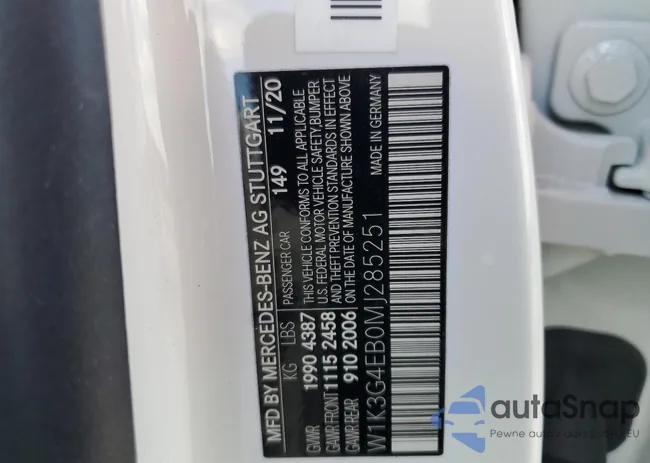 MFD BY MERCEDES-BENZ AG STUTTGART
KG LBS PASSENGER CAR 149 11/20
GVWR 1990 4387 THIS VEHICLE CONFORMS TO ALL APPLICABLE
U.S. FEDERAL MOTOR VEHICLE SAFETY,BUMPER
GAWR FRONT 1115 2458 AND THEFT PREVENTION STANDARDS IN EFFECT
GAWR REAR 910 2006 ON THE DATE OF MANUFACTURE SHOWN ABOVE
W1K3G4EB0MJ285251 MADE IN GERMANY
autoSnap
Pewne auto z